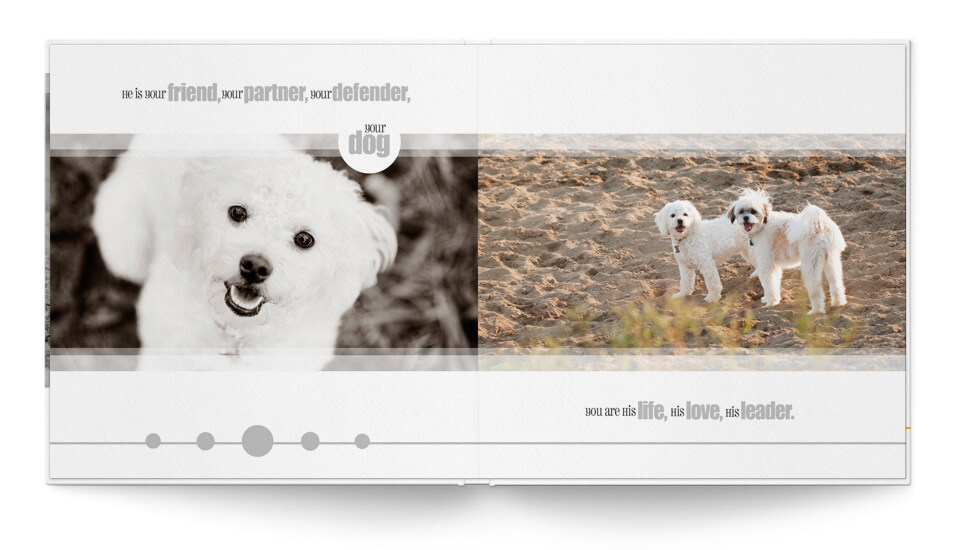 He is your friend, your partner, your defender,
your
dog
you are his life, his love, his leader.